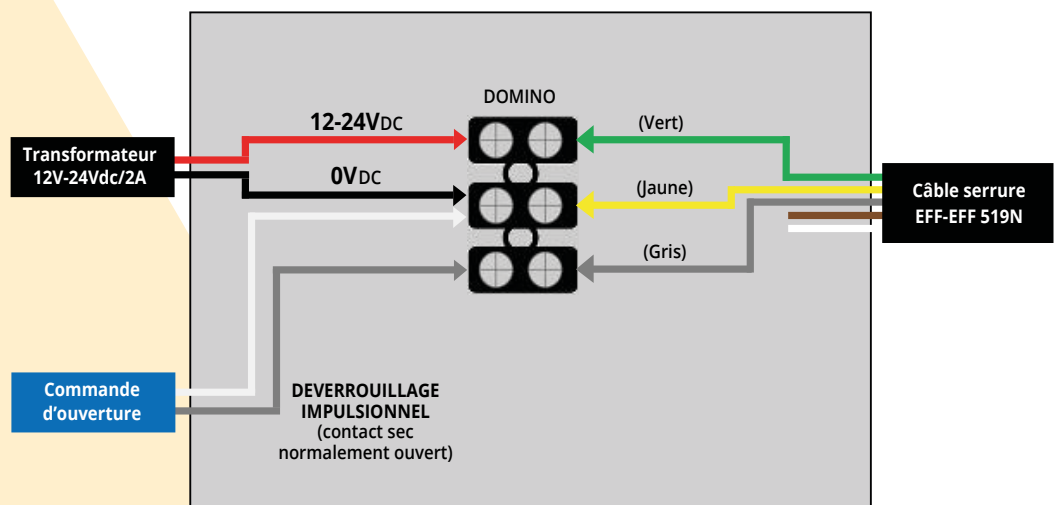 DOMINO
12-24VDC
(Vert)
Transformateur
12V-24Vdc/2A
0VDC
(Jaune)
Câble serrure
EFF-EFF 519N
(Gris)
Commande
d'ouverture
DEVERROUILLAGE
IMPULSIONNEL
(contact sec
normalement ouvert)